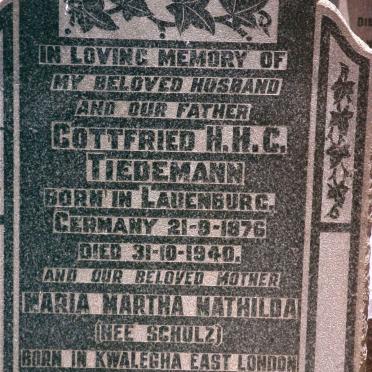 IN LOVING MEMORY OF
MY BELOVED HUSBAND
AND OUR FATHER
GOTTFRIED H.H.C.
TIEDEMANN
BORN IN LAUENBURG.
GERMANY 21-9-1876
DIED 31-10-1940.
AND OUR BELOVED MOTHER
MARIA MARTHA MATHILDA
(NEE SCHULZ)
BORN IN KWALEGHA EAST LONDON